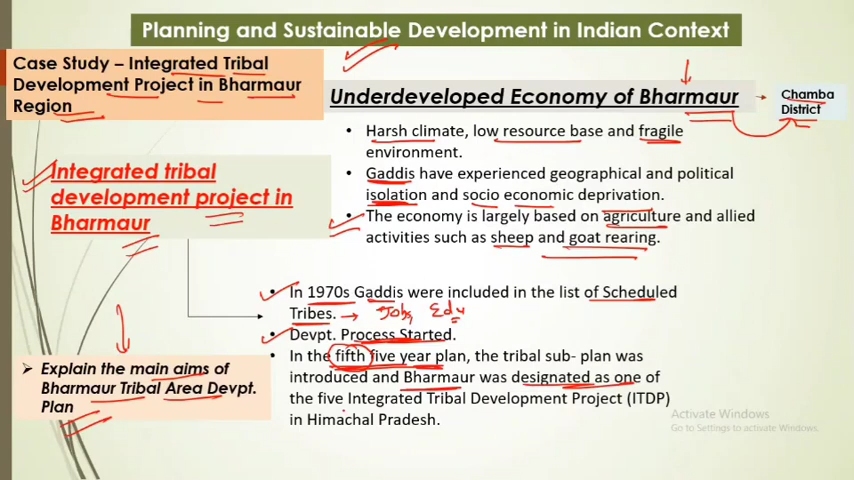 Planning and Sustainable Development in Indian Context
Case Study – Integrated Tribal
Development Project in Bharmaur
Region
Underdeveloped Economy of Bharmaur
Chamba
District
• Harsh climate, low resource base and fragile
environment.
• Gaddis have experienced geographical and political
isolation and socio economic deprivation.
• The economy is largely based on agriculture and allied
activities such as sheep and goat rearing.
Integrated tribal
development project in
Bharmaur
• In 1970s Gaddis were included in the list of Scheduled
Tribes. → Jobs, Edu
• Devpt. Process Started.
• In the fifth five year plan, the tribal sub- plan was
introduced and Bharmaur was designated as one of
the five Integrated Tribal Development Project (ITDP)
in Himachal Pradesh.
➢ Explain the main aims of
Bharmaur Tribal Area Devpt.
Plan
Activate Windows
Go to Settings to activate Windows.